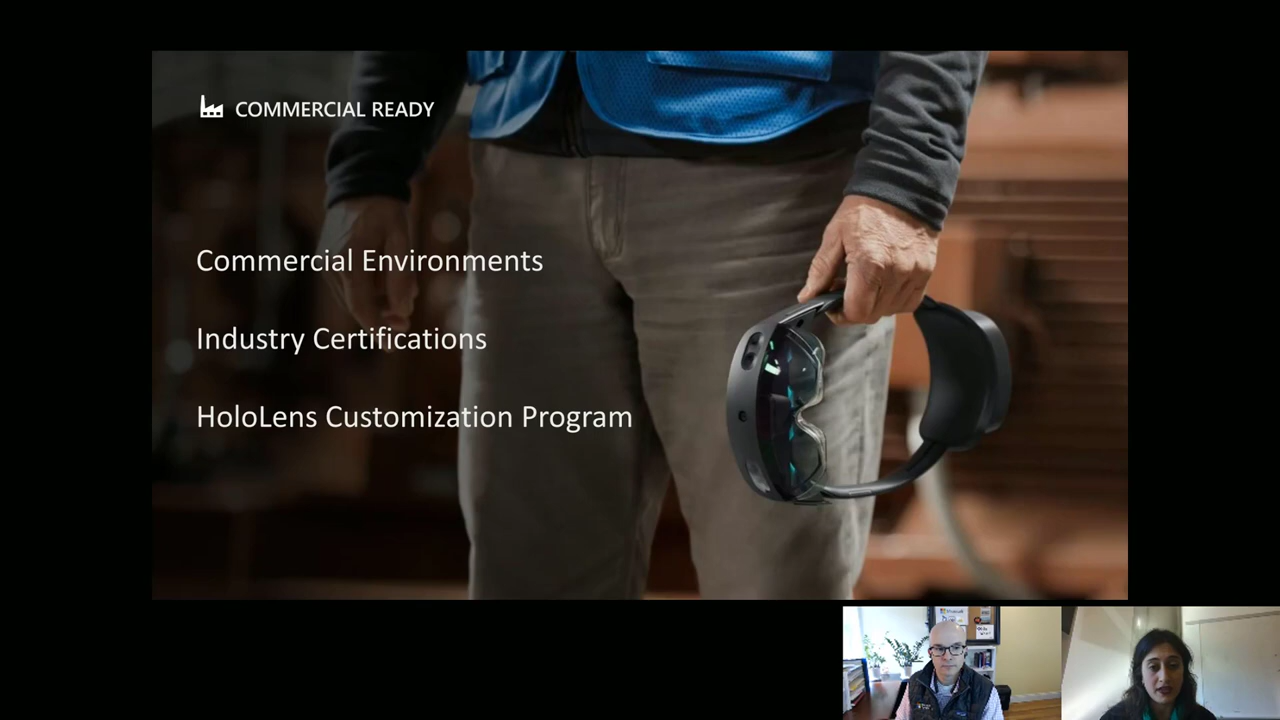 COMMERCIAL READY
Commercial Environments
Industry Certifications
HoloLens Customization Program